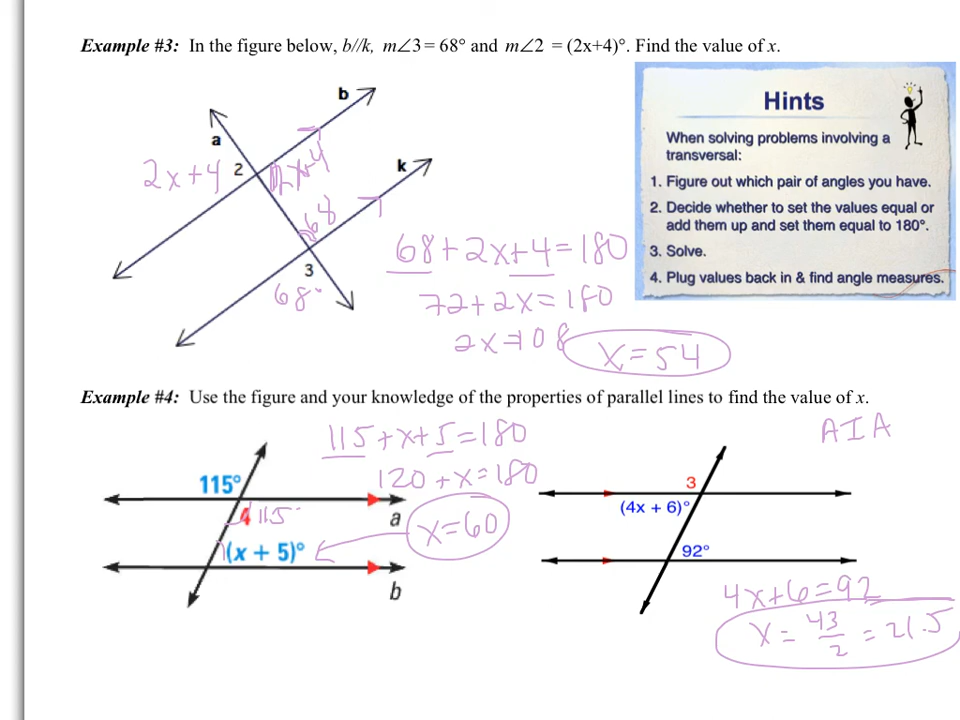 Example #3: In the figure below, b//k, m∠3 = 68° and m∠2 = (2x+4)°. Find the value of x.
b
a
k
2x+4
2
2x+4
68
3
68°
68+2x+4=180
72+2x=180
2x=108
x=54
Hints
When solving problems involving a
transversal:
1. Figure out which pair of angles you have.
2. Decide whether to set the values equal or
add them up and set them equal to 180°.
3. Solve.
4. Plug values back in & find angle measures.
Example #4: Use the figure and your knowledge of the properties of parallel lines to find the value of x.
115+x+5=180
120+x=180
x=60
115°
115°
a
(x + 5)°
b
AIA
3
(4x + 6)°
92°
4x+6=92
x = 43/2 = 21.5